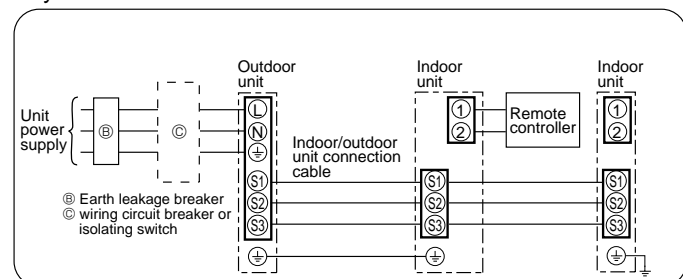 Outdoor
unit
Indoor
unit
Indoor
unit
Unit
power
supply
Ⓑ
Ⓒ
L
N
S1
S2
S3
Indoor/outdoor
unit connection
cable
1
2
Remote
controller
S1
S2
S3
1
2
S1
S2
S3
Ⓑ Earth leakage breaker
Ⓒ wiring circuit breaker or
isolating switch